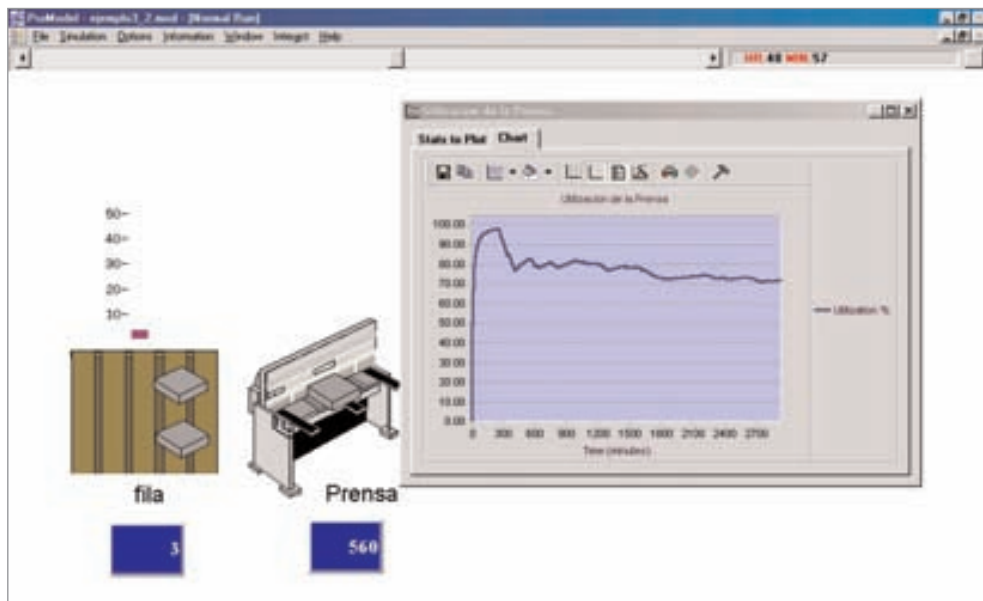 ProModel - ejemplo3_2.mod - [Normal Run]
File Simulation Options Information Window Interact Help
HR: 48 MIN: 57
Utilizacion de la Prensa
Stats to Plot Chart
Utilizacion de la Prensa
100.00
90.00
80.00
70.00
60.00
50.00
40.00
30.00
20.00
10.00
0.00
0 300 600 900 1200 1500 1800 2100 2400 2700
Time (minutes)
Utilization %
50
40
30
20
10
fila
Prensa
3
560